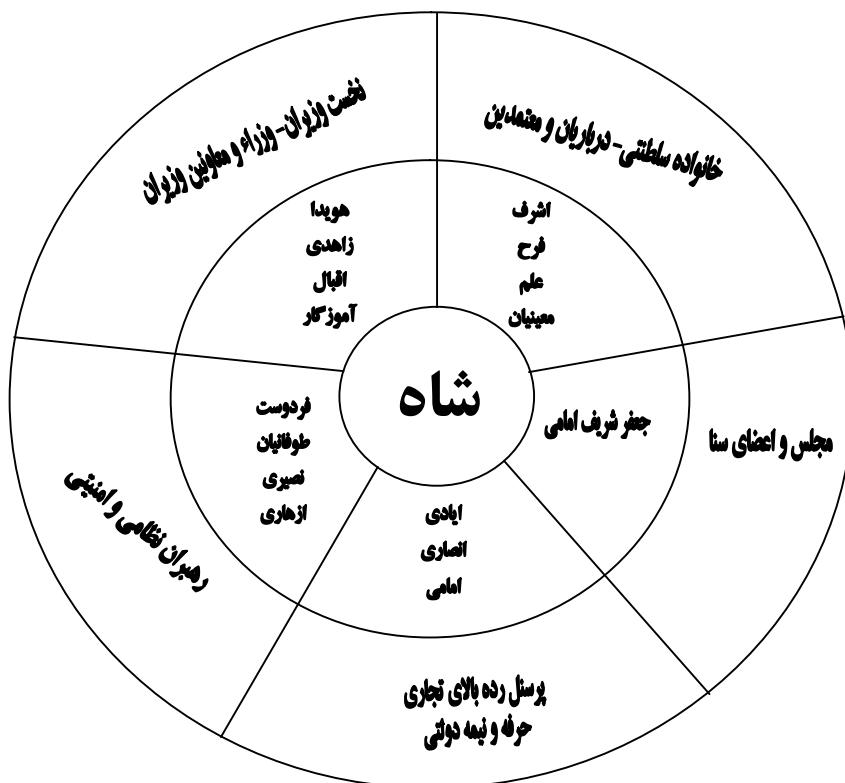 خانواده سلطنتی- درباریان و معتمدین
اشرف
فرح
علم
معینیان
نخست وزیران- وزراء و معاونین وزیران
هویدا
زاهدی
اقبال
آموزگار
شاه
مجلس و اعضای سنا
جعفر شریف امامی
رهبران نظامی و امنیتی
فردوست
طوفانیان
نصیری
ازهاری
ایادی
انصاری
امامی
پرسنل رده بالای تجاری
حرفه و نیمه دولتی